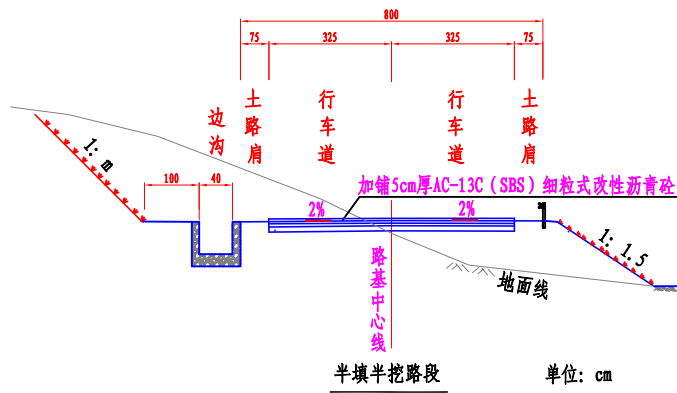 800
75 325 325 75
边沟
土路肩
行车道
行车道
土路肩
1: m
100 40
加铺5cm厚AC-13C(SBS)细粒式改性沥青砼
2% 2%
1: 1.5
路基中心线
地面线
半填半挖路段
单位: cm